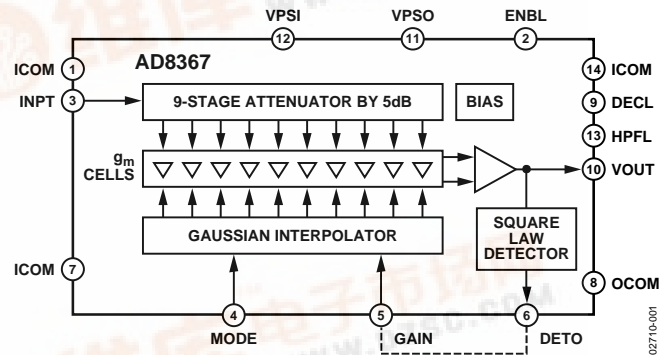 VPSI
VPSO
ENBL
12
11
2
AD8367
ICOM 1
14 ICOM
INPT 3
9-STAGE ATTENUATOR BY 5dB
BIAS
9 DECL
13 HPFL
gm
CELLS
10 VOUT
GAUSSIAN INTERPOLATOR
SQUARE
LAW
DETECTOR
ICOM 7
8 OCOM
4
5
6
MODE
GAIN
DETO
02710-001